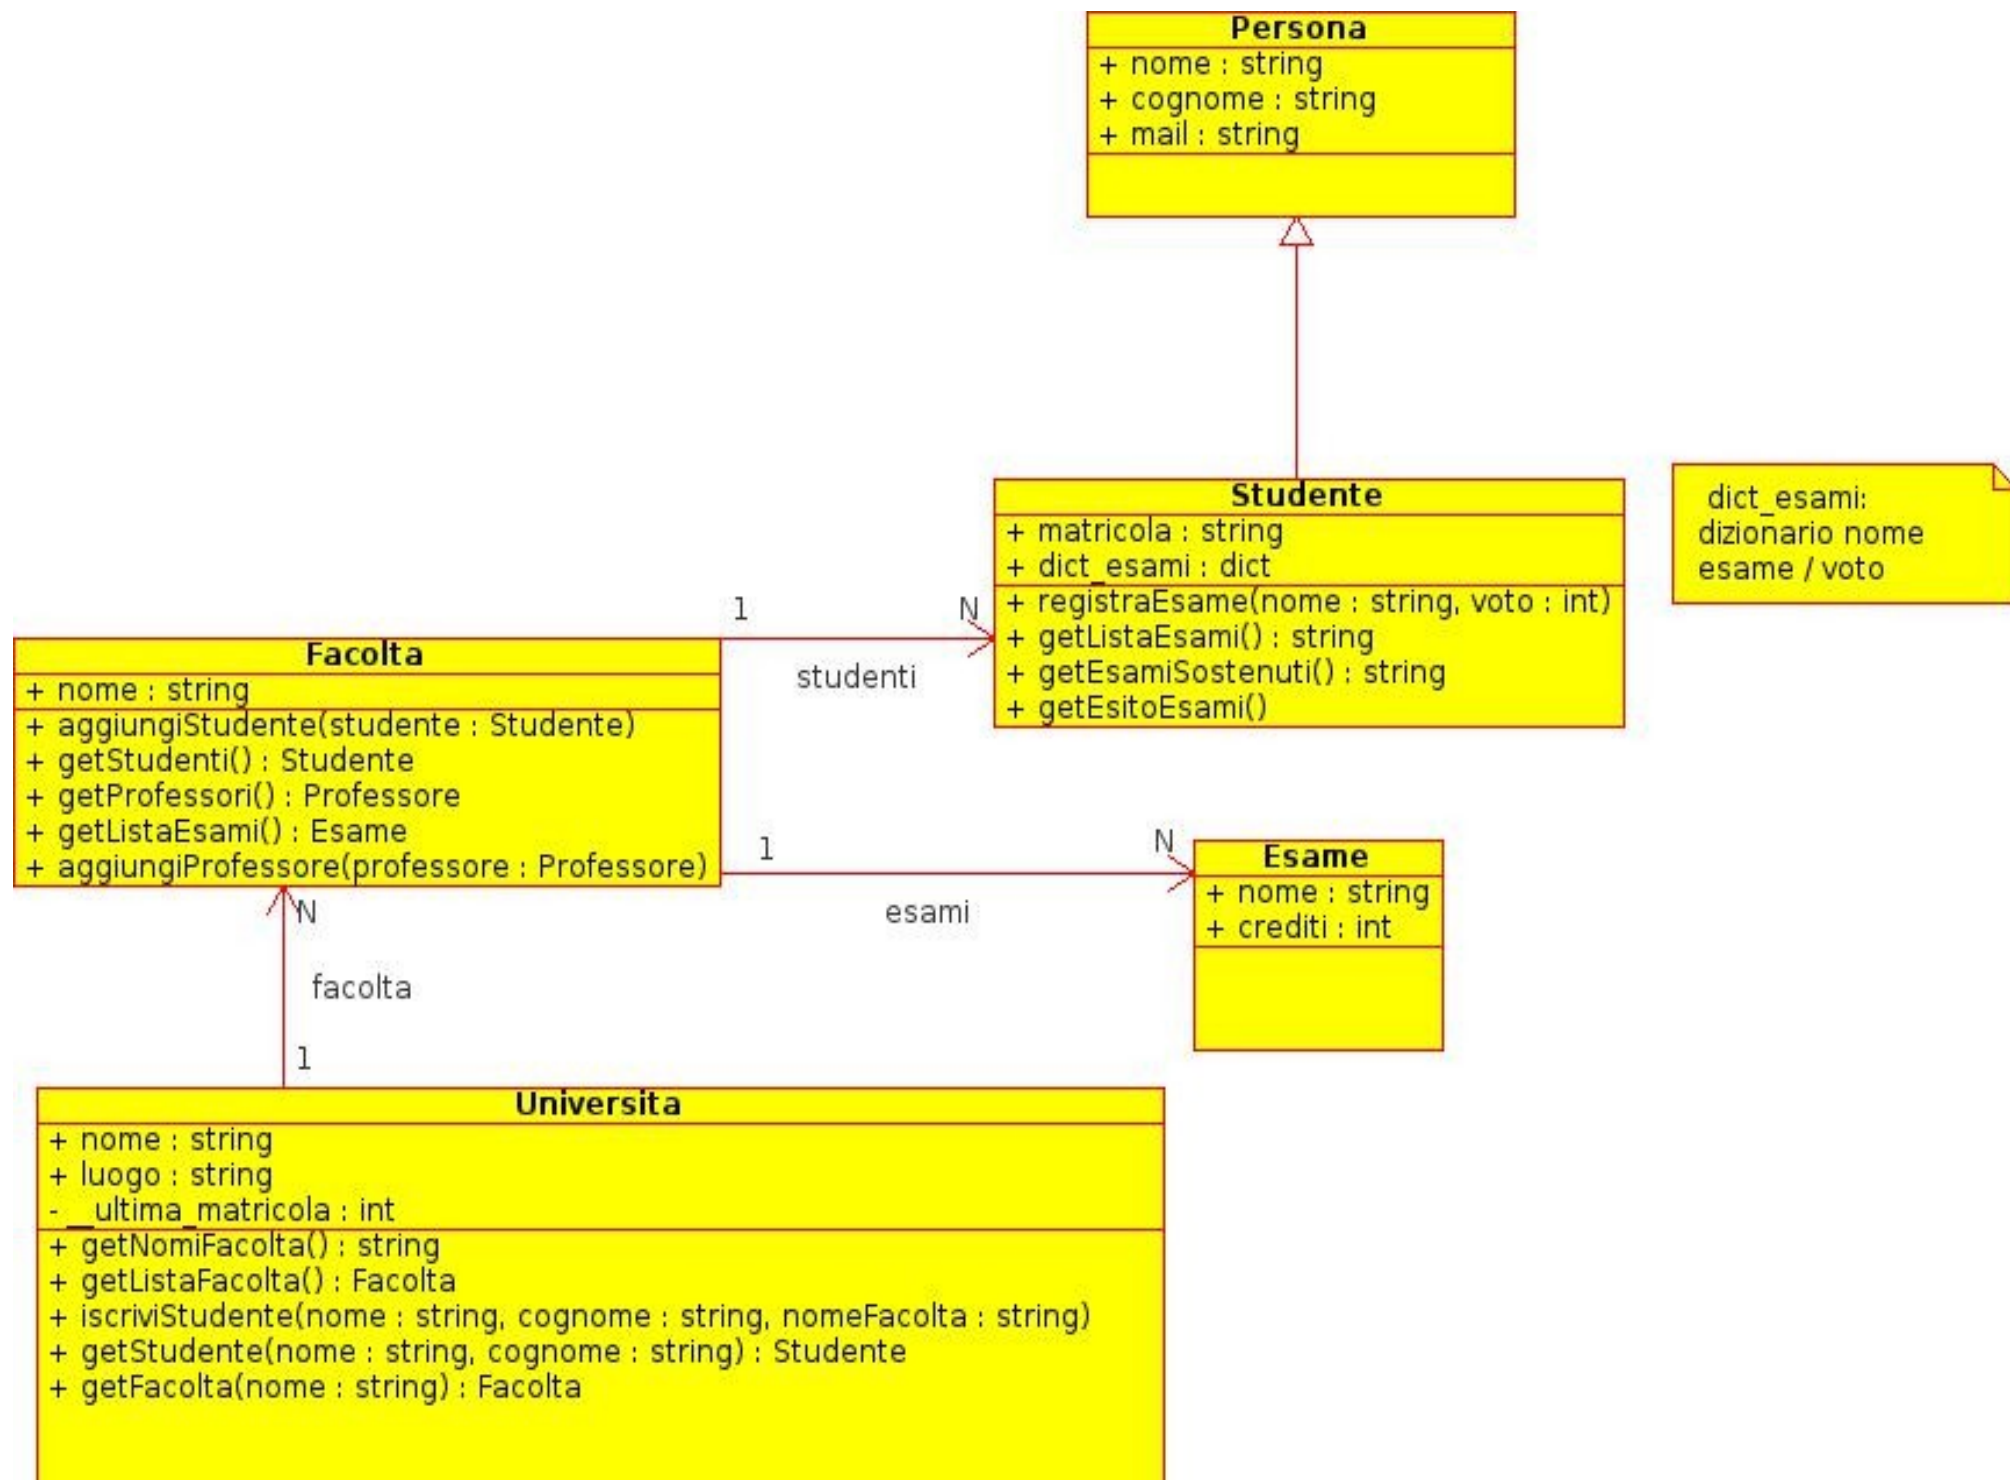 Persona
+ nome : string
+ cognome : string
+ mail : string
Studente
+ matricola : string
+ dict_esami : dict
+ registraEsame(nome : string, voto : int)
+ getListaEsami() : string
+ getEsamiSostenuti() : string
+ getEsitoEsami()
dict_esami:
dizionario nome
esame / voto
1
N
studenti
Facolta
+ nome : string
+ aggiungiStudente(studente : Studente)
+ getStudenti() : Studente
+ getProfessori() : Professore
+ getListaEsami() : Esame
+ aggiungiProfessore(professore : Professore)
1
N
esami
Esame
+ nome : string
+ crediti : int
N
facolta
1
Universita
+ nome : string
+ luogo : string
- __ultima_matricola : int
+ getNomiFacolta() : string
+ getListaFacolta() : Facolta
+ iscriviStudente(nome : string, cognome : string, nomeFacolta : string)
+ getStudente(nome : string, cognome : string) : Studente
+ getFacolta(nome : string) : Facolta